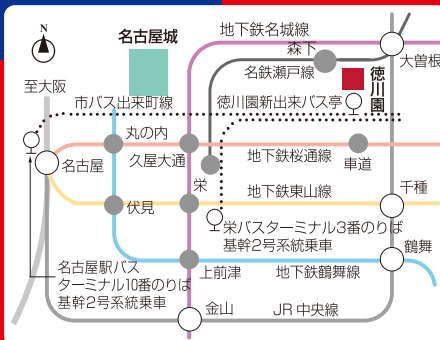 N
名古屋城
地下鉄名城線
森下
大曽根
至大阪
名鉄瀬戸線
徳川園
市バス出来町線
徳川園新出来バス亭
丸の内
久屋大通
地下鉄桜通線
車道
名古屋
栄
地下鉄東山線
千種
伏見
栄バスターミナル3番のりば
基幹2号系統乗車
鶴舞
名古屋駅バス
ターミナル10番のりば
基幹2号系統乗車
上前津
地下鉄鶴舞線
金山
JR中央線